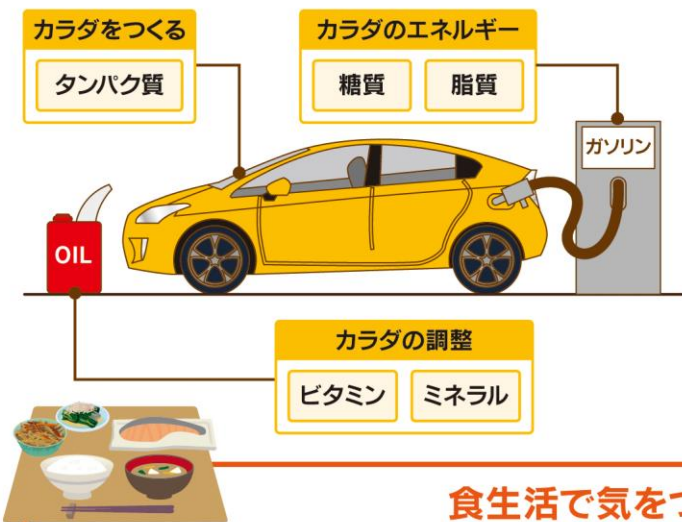 カラダをつくる
タンパク質
カラダのエネルギー
糖質 脂質
ガソリン
OIL
カラダの調整
ビタミン ミネラル
食生活で気を